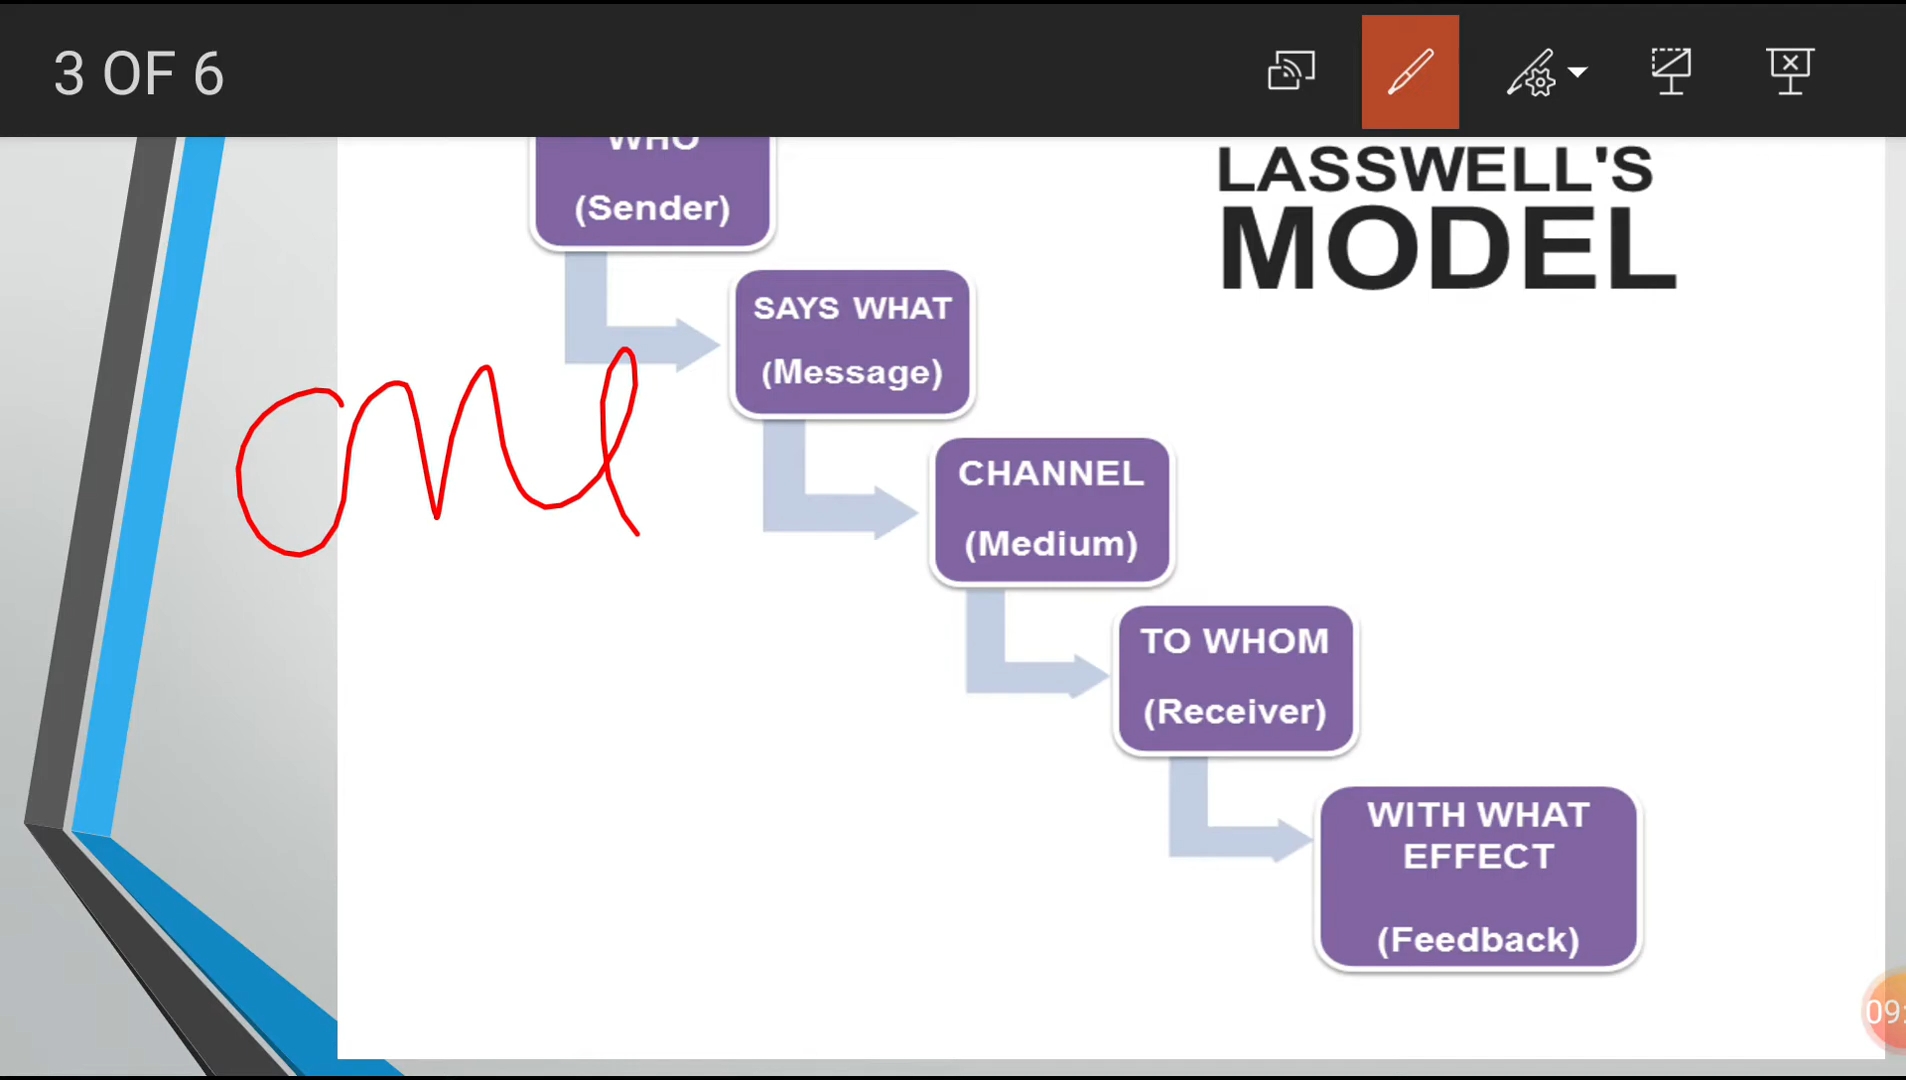 3 OF 6
LASSWELL'S
MODEL
WHO
(Sender)
SAYS WHAT
(Message)
one
CHANNEL
(Medium)
TO WHOM
(Receiver)
WITH WHAT
EFFECT
(Feedback)
09: